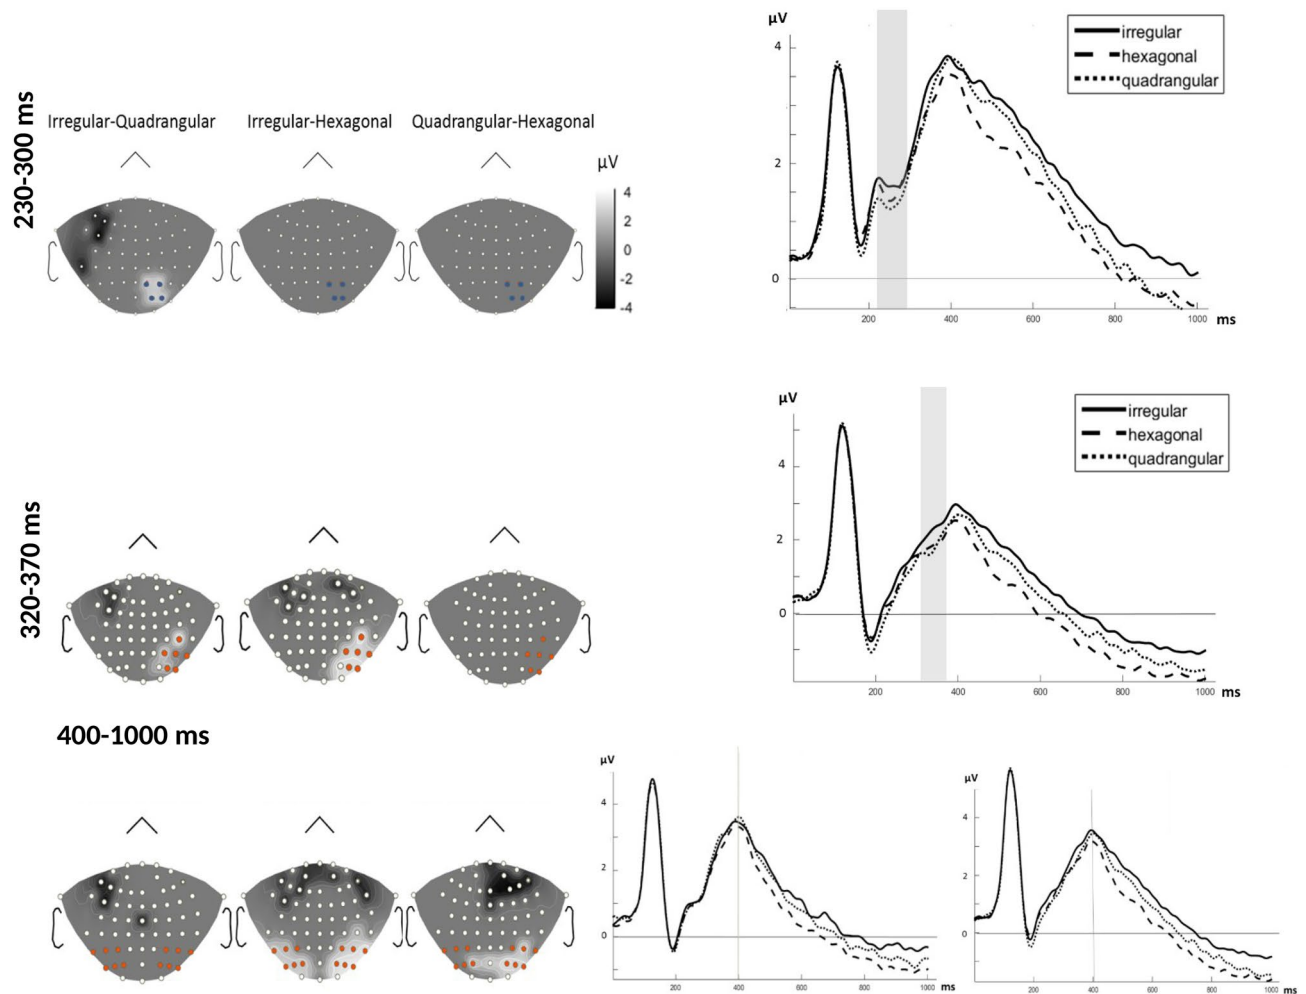 230-300 ms
Irregular-Quadrangular
Irregular-Hexagonal
Quadrangular-Hexagonal
µV
4
2
0
-2
-4
µV
4
2
0
200
400
600
800
1000
ms
irregular
hexagonal
quadrangular
320-370 ms
µV
4
2
0
200
400
600
800
1000
ms
irregular
hexagonal
quadrangular
400-1000 ms
µV
4
2
0
200
400
600
800
1000
ms
µV
4
2
0
200
400
600
800
1000
ms